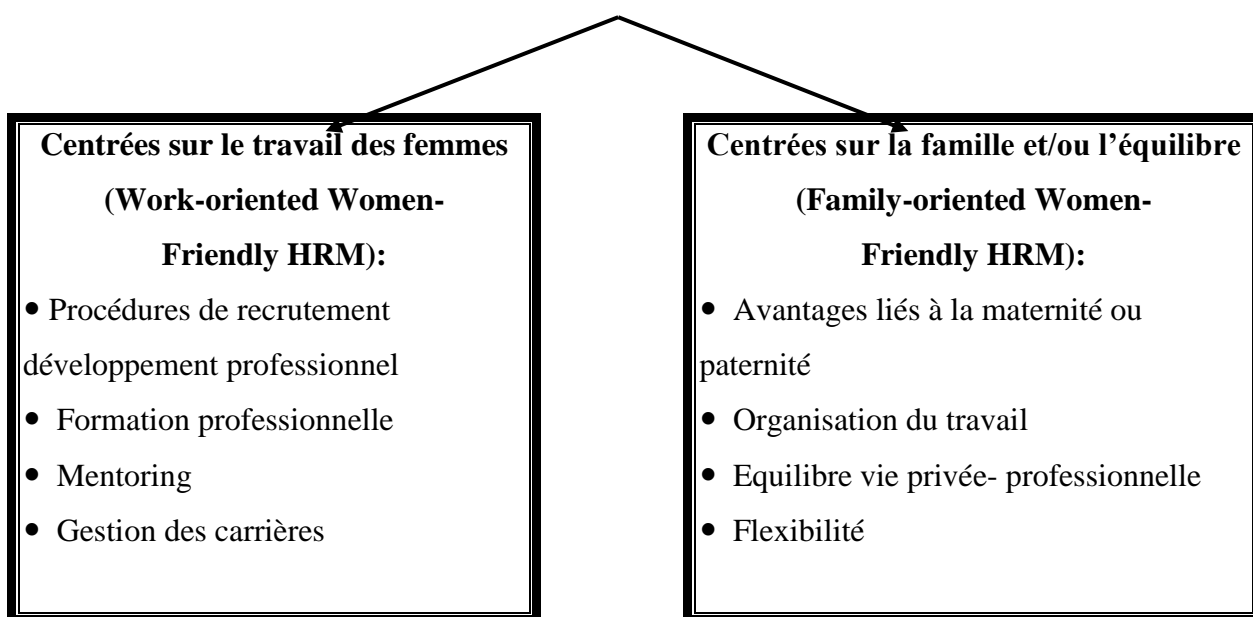 Centrées sur le travail des femmes
(Work-oriented Women-
Friendly HRM):
• Procédures de recrutement
développement professionnel
• Formation professionnelle
• Mentoring
• Gestion des carrières
Centrées sur la famille et/ou l’équilibre
(Family-oriented Women-
Friendly HRM):
• Avantages liés à la maternité ou
paternité
• Organisation du travail
• Equilibre vie privée- professionnelle
• Flexibilité